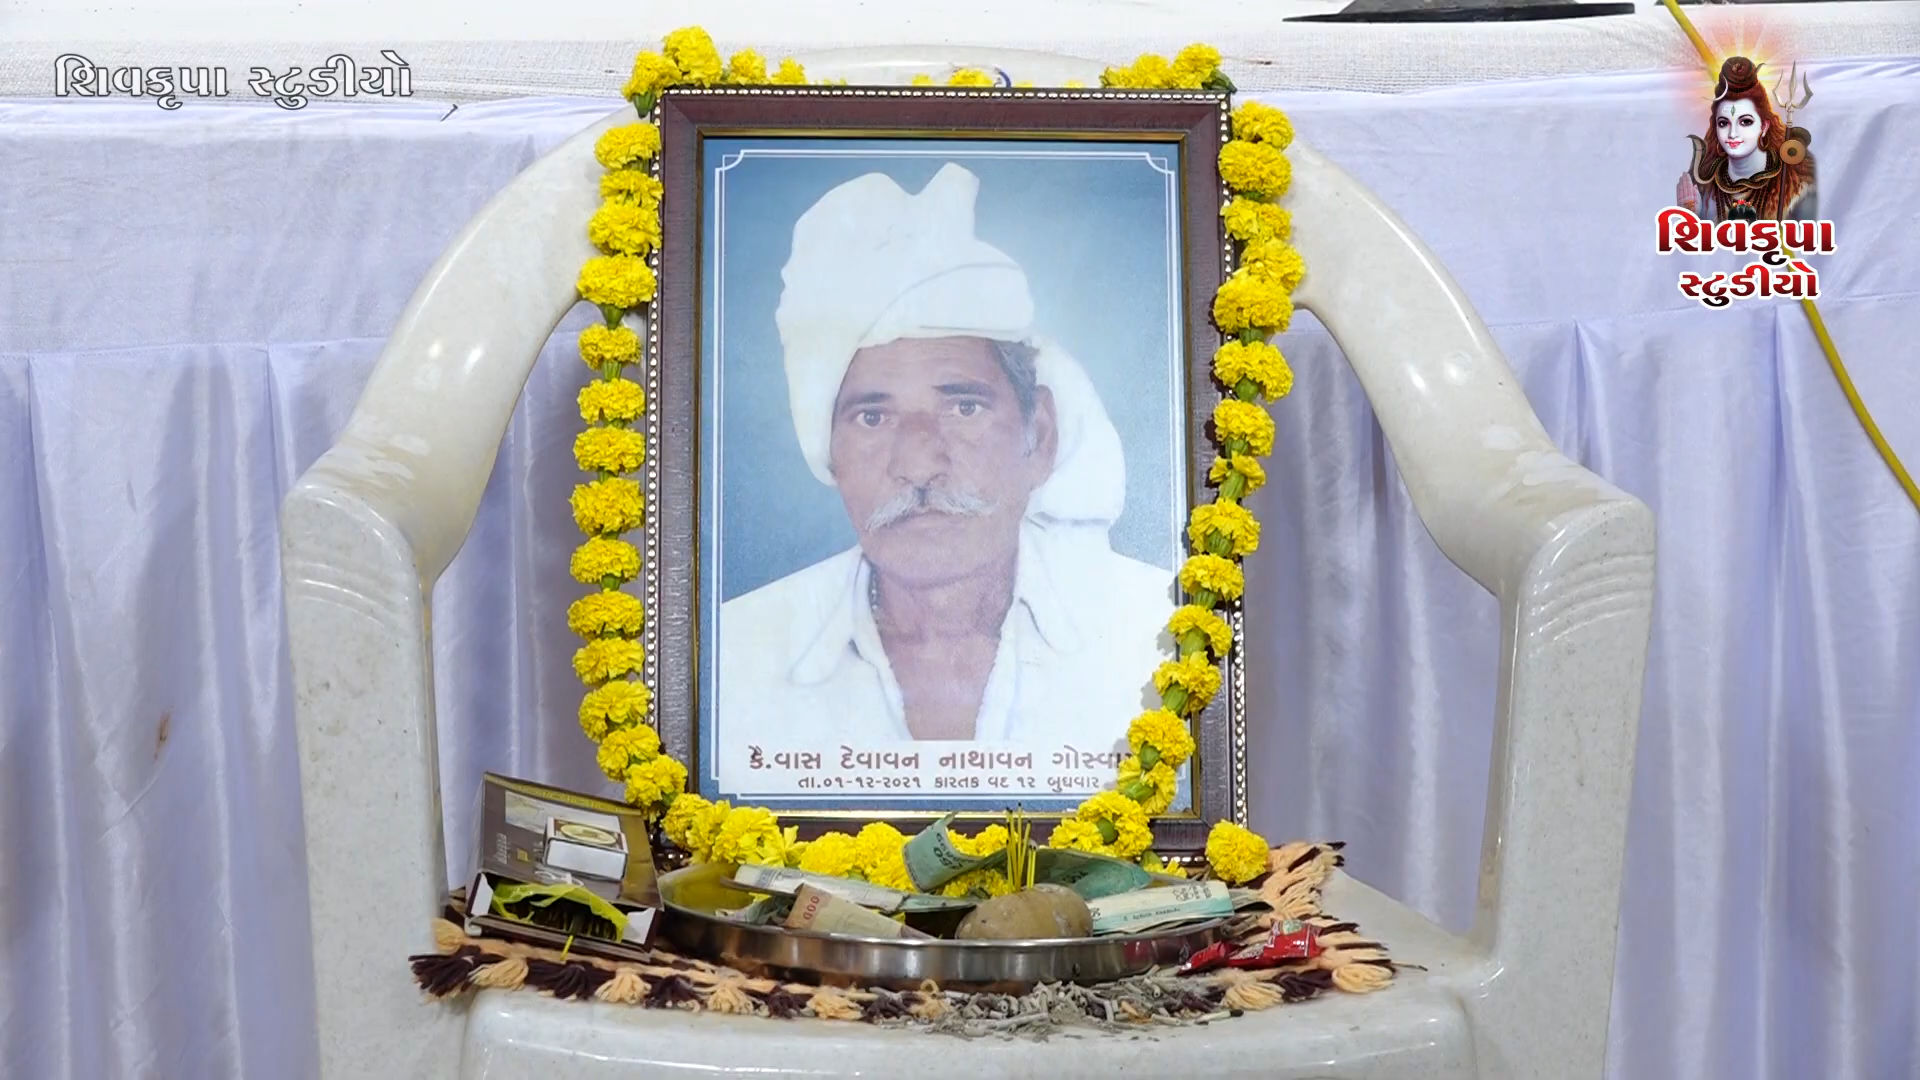 શિવકૃપા સ્ટુડીયો
શિવકૃપા
સ્ટુડીયો
કૈ.વાસ દેવાવન નાથાવન
તા.૦૧-૧૨-૨૦૨૧ કારતક વદ ૧૨ બુધવાર